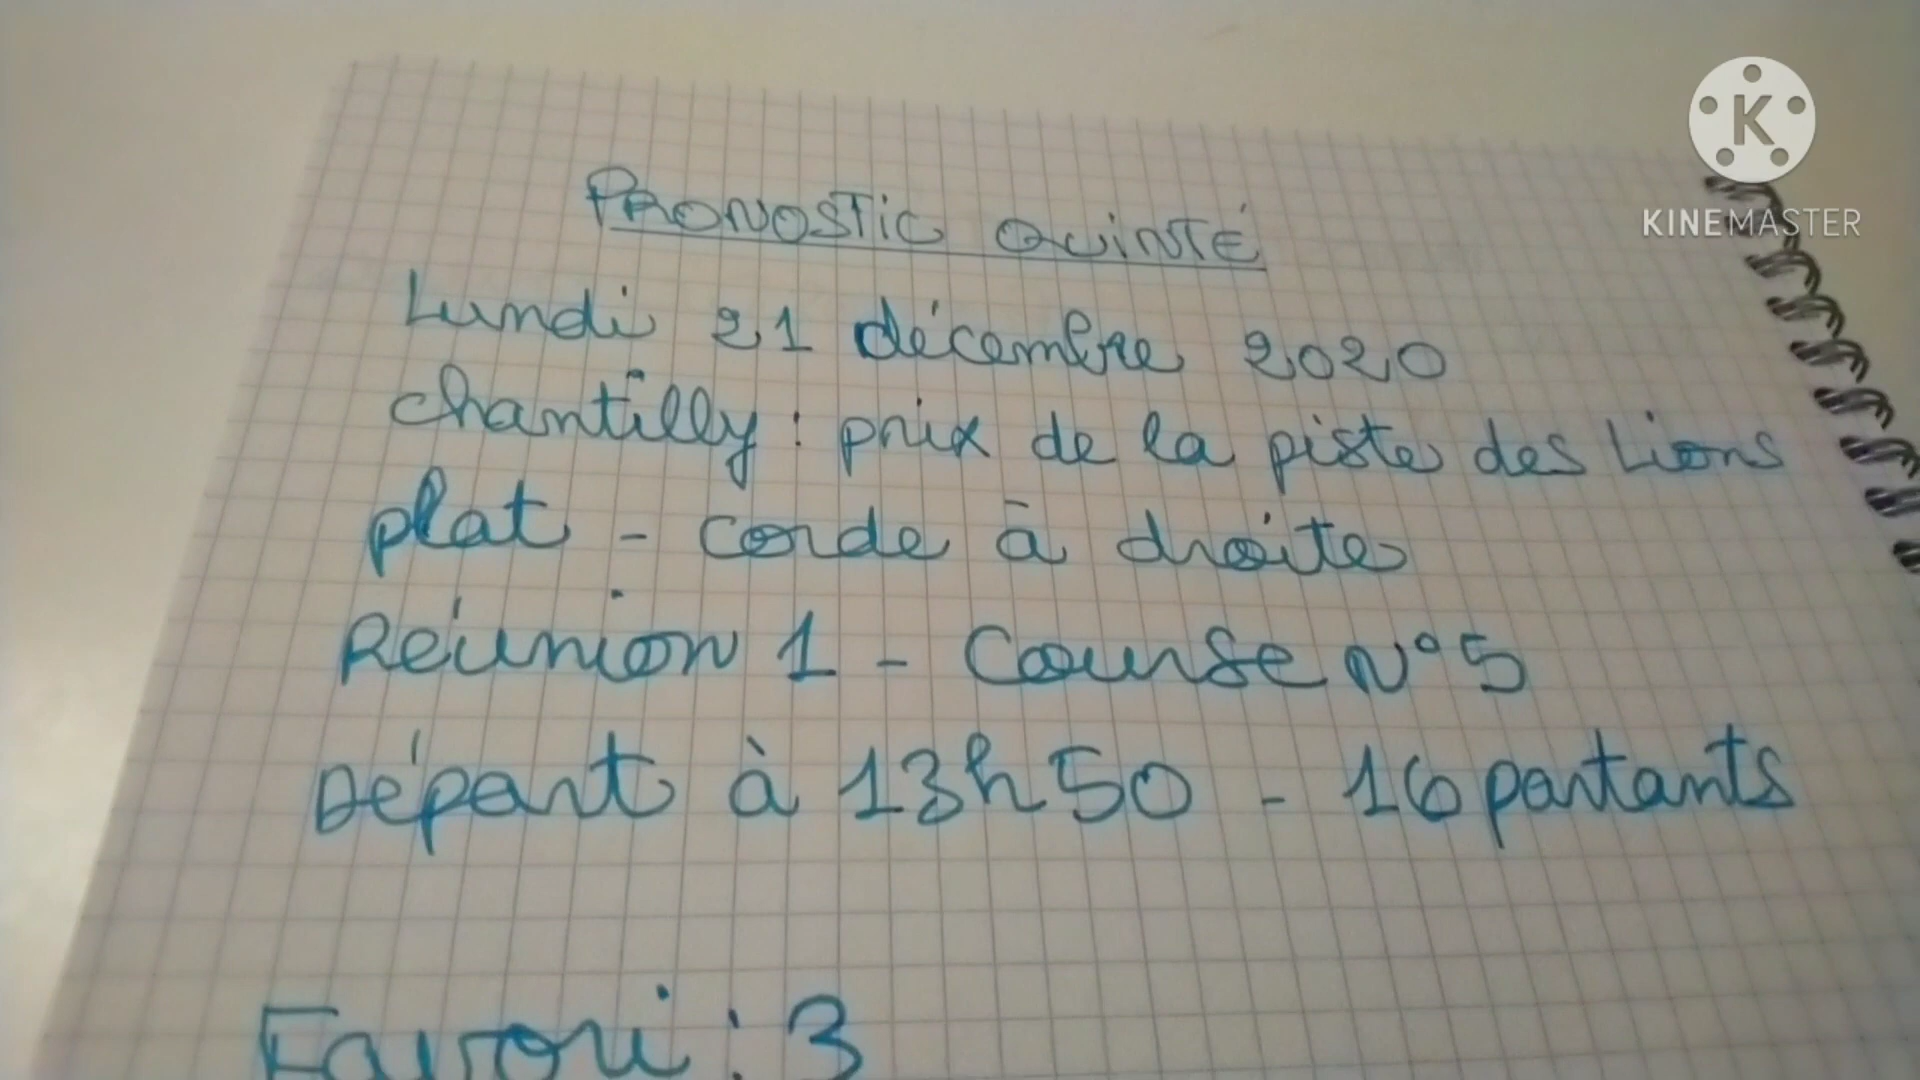 PRONOSTIC QUINTÉ
Lundi 21 décembre 2020
chantilly : prix de la piste des Lions
plat - corde à droite
Réunion 1 - Course N°5
Départ à 13h50 - 16 partants
Favori : 3
K
KINEMASTER